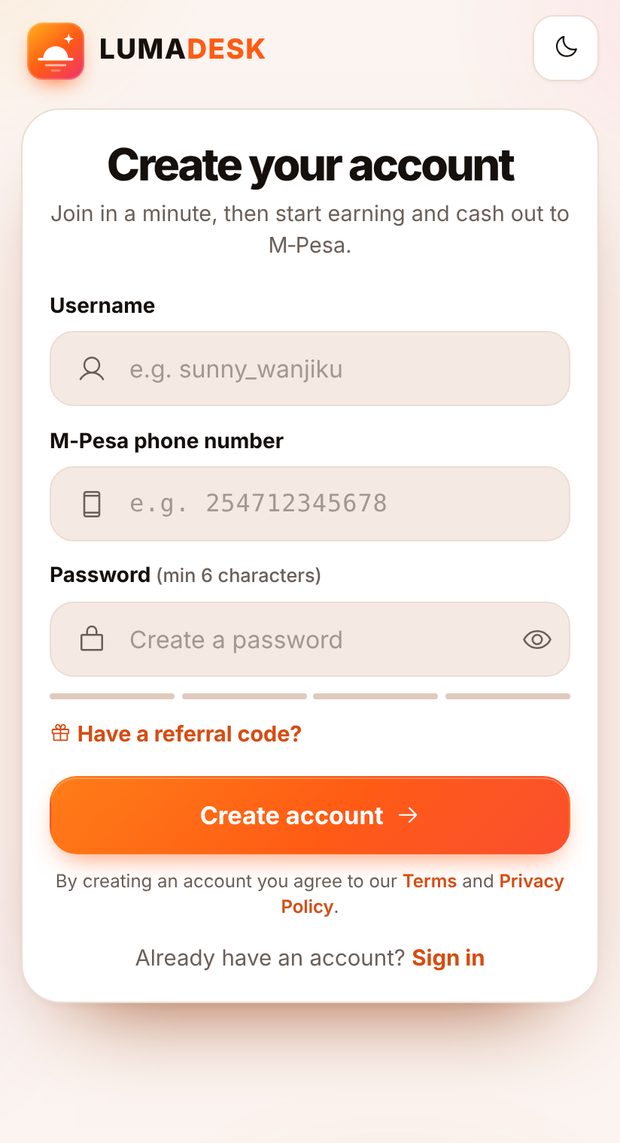 LUMADESK
Create your account
Join in a minute, then start earning and cash out to
M-Pesa.
Username
e.g. sunny_wanjiku
M-Pesa phone number
e.g. 254712345678
Password (min 6 characters)
Create a password
Have a referral code?
Create account →
By creating an account you agree to our Terms and Privacy
Policy.
Already have an account? Sign in